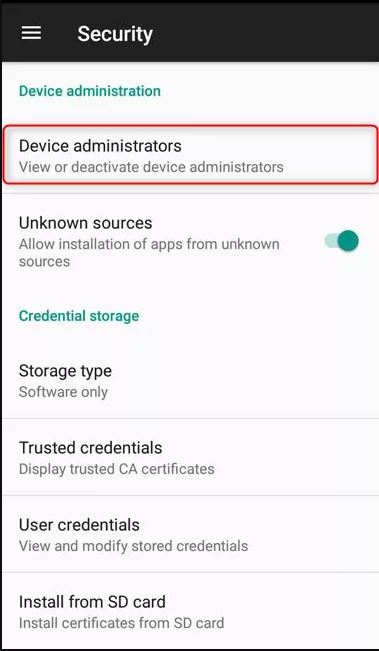 Security
Device administration
Device administrators
View or deactivate device administrators
Unknown sources
Allow installation of apps from unknown
sources
Credential storage
Storage type
Software only
Trusted credentials
Display trusted CA certificates
User credentials
View and modify stored credentials
Install from SD card
Install certificates from SD card